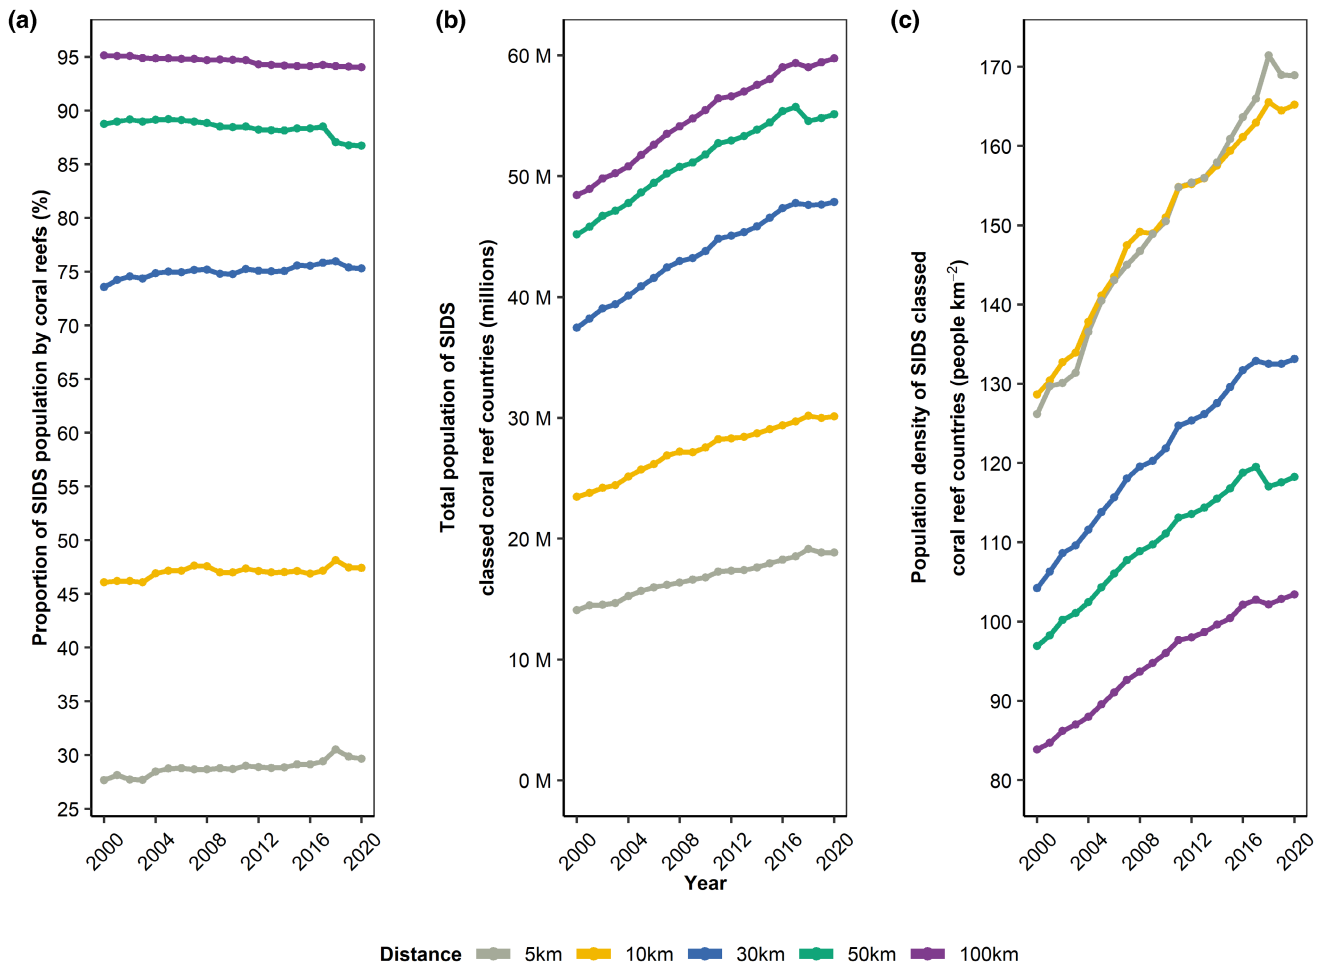 (a)
(b)
(c)
Proportion of SIDS population by coral reefs (%)
95
90
85
80
75
70
65
60
55
50
45
40
35
30
25
2000
2004
2008
2012
2016
2020
Total population of SIDS
classed coral reef countries (millions)
60 M
50 M
40 M
30 M
20 M
10 M
0 M
2000
2004
2008
2012
2016
2020
Year
Population density of SIDS classed
coral reef countries (people km⁻²)
170
160
150
140
130
120
110
100
90
80
2000
2004
2008
2012
2016
2020
Distance 5km 10km 30km 50km 100km